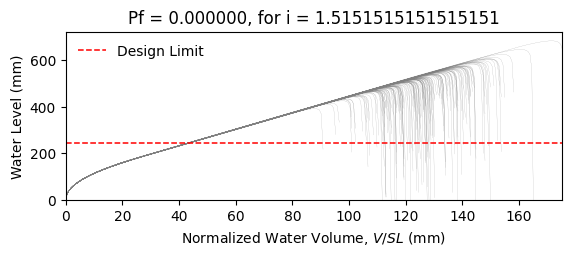 Pf = 0.000000, for i = 1.5151515151515151
Design Limit
Water Level (mm)
600
400
200
0
0 20 40 60 80 100 120 140 160
Normalized Water Volume, V/SL (mm)